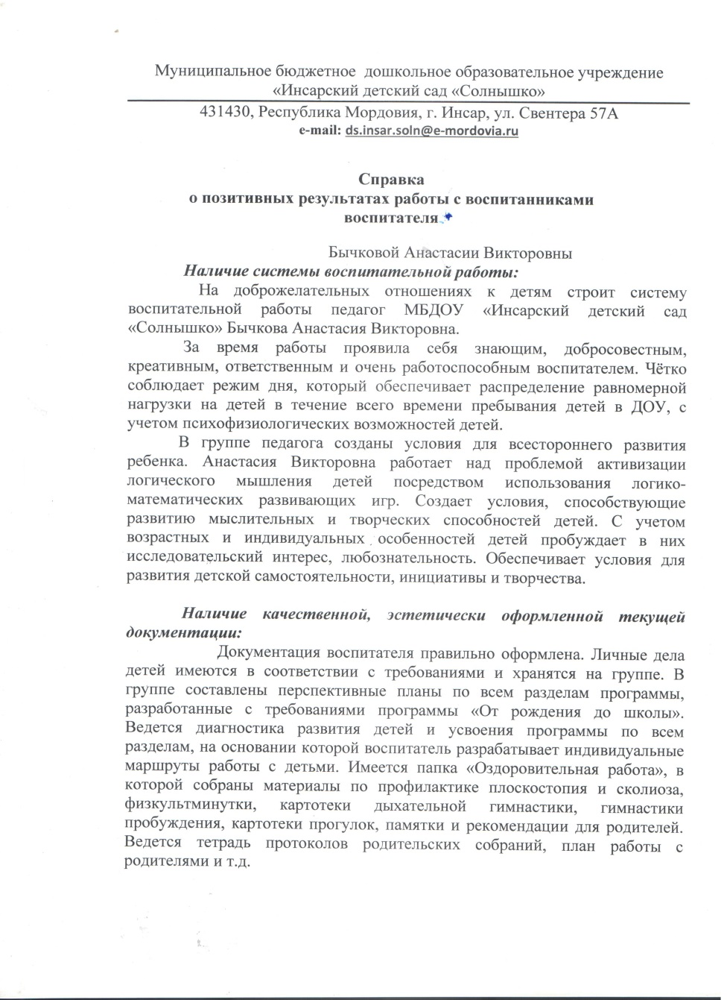 Муниципальное бюджетное дошкольное образовательное учреждение
«Инсарский детский сад «Солнышко»
431430, Республика Мордовия, г. Инсар, ул. Свентера 57А
e-mail: ds.insar.soln@e-mordovia.ru
Справка
о позитивных результатах работы с воспитанниками
воспитателя
Бычковой Анастасии Викторовны
Наличие системы воспитательной работы:
На доброжелательных отношениях к детям строит систему
воспитательной работы педагог МБДОУ «Инсарский детский сад
«Солнышко» Бычкова Анастасия Викторовна.
За время работы проявила себя знающим, добросовестным,
креативным, ответственным и очень работоспособным воспитателем. Чётко
соблюдает режим дня, который обеспечивает распределение равномерной
нагрузки на детей в течение всего времени пребывания детей в ДОУ, с
учетом психофизиологических возможностей детей.
В группе педагога созданы условия для всестороннего развития
ребенка. Анастасия Викторовна работает над проблемой активизации
логического мышления детей посредством использования логико-
математических развивающих игр. Создает условия, способствующие
развитию мыслительных и творческих способностей детей. С учетом
возрастных и индивидуальных особенностей детей пробуждает в них
исследовательский интерес, любознательность. Обеспечивает условия для
развития детской самостоятельности, инициативы и творчества.
Наличие качественной, эстетически оформленной текущей
документации:
Документация воспитателя правильно оформлена. Личные дела
детей имеются в соответствии с требованиями и хранятся на группе. В
группе составлены перспективные планы по всем разделам программы,
разработанные с требованиями программы «От рождения до школы».
Ведется диагностика развития детей и усвоения программы по всем
разделам, на основании которой воспитатель разрабатывает индивидуальные
маршруты работы с детьми. Имеется папка «Оздоровительная работа», в
которой собраны материалы по профилактике плоскостопия и сколиоза,
физкультминутки, картотеки дыхательной гимнастики, гимнастики
пробуждения, картотеки прогулок, памятки и рекомендации для родителей.
Ведется тетрадь протоколов родительских собраний, план работы с
родителями и т.д.